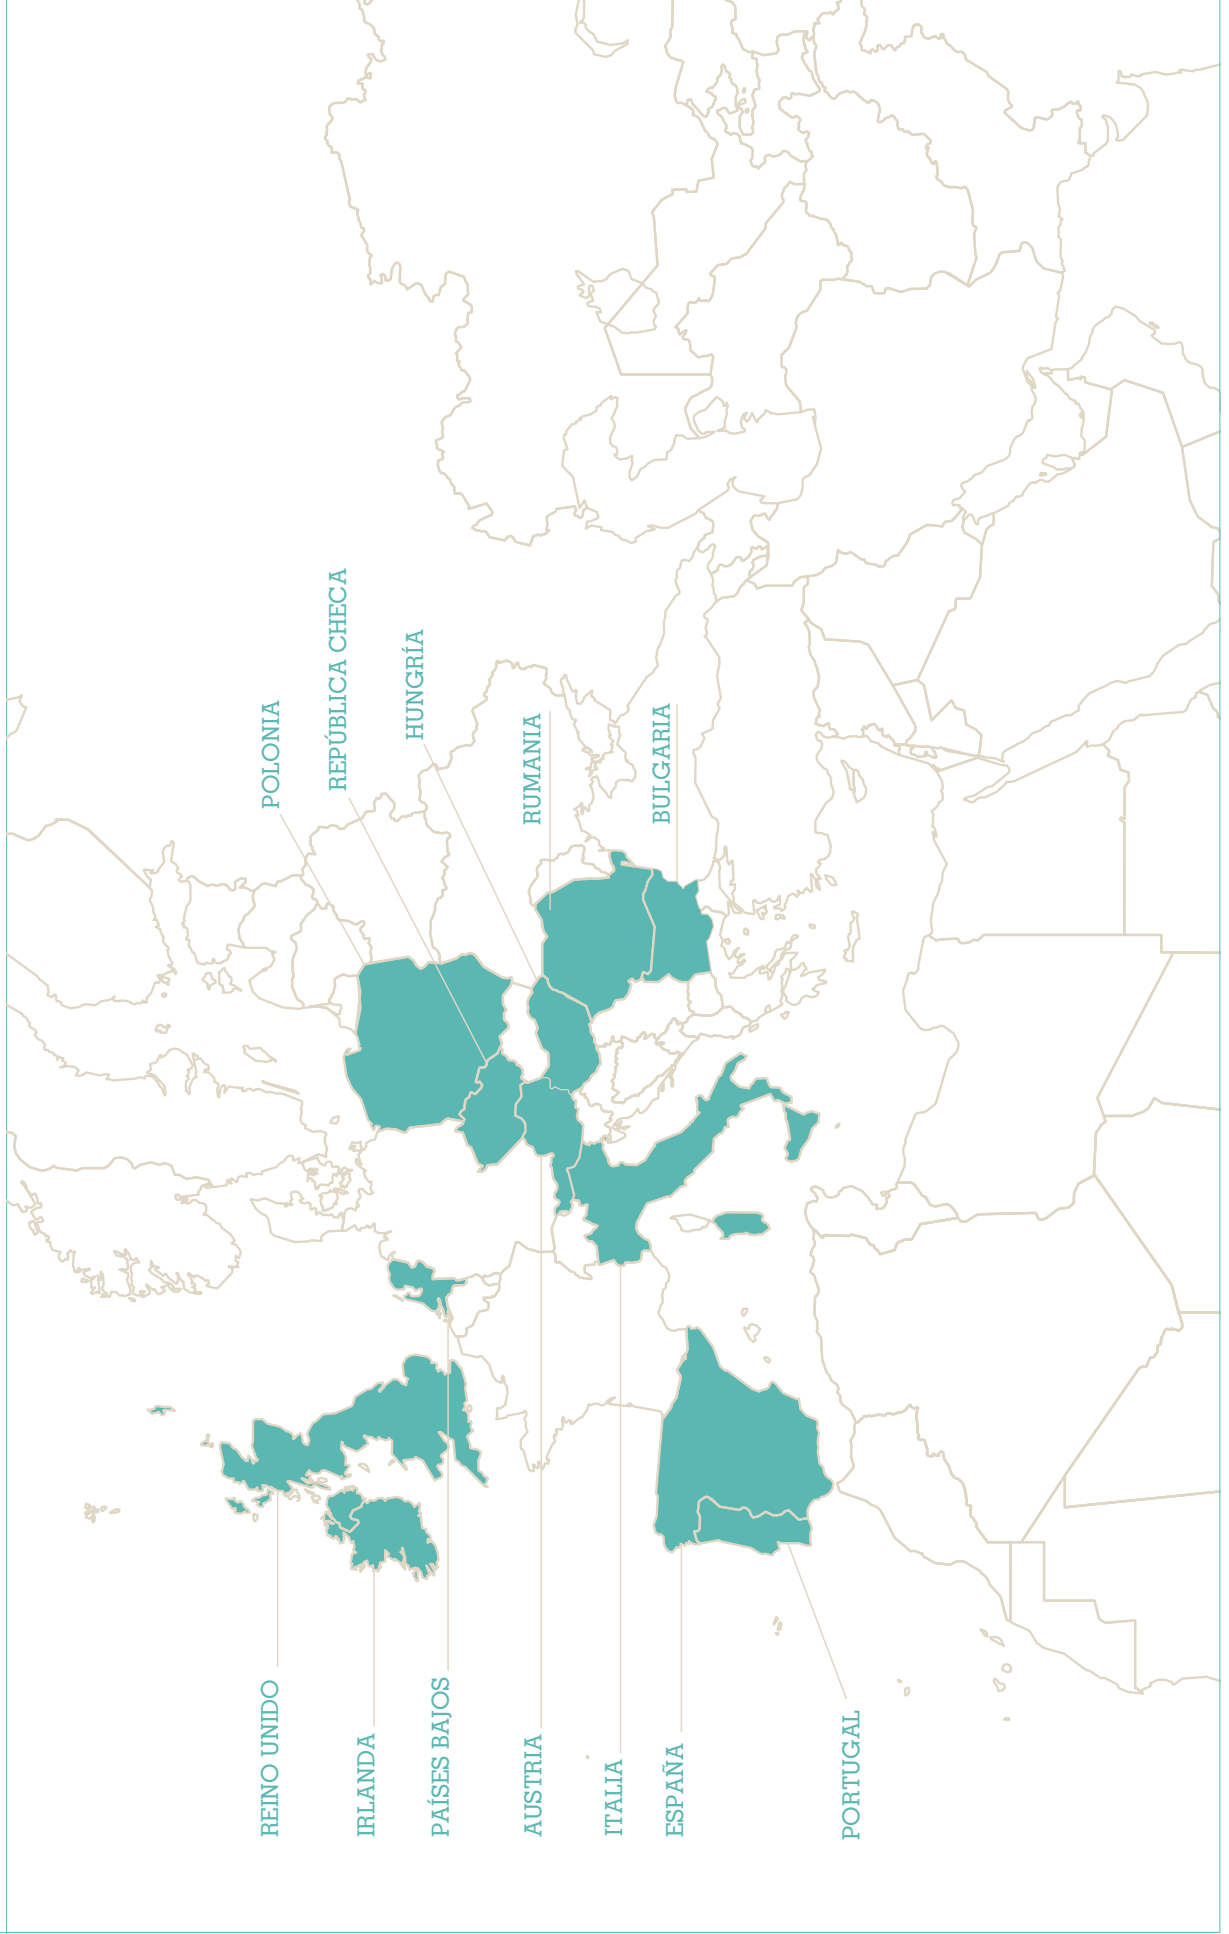 POLONIA
REPÚBLICA CHECA
HUNGRÍA
RUMANIA
BULGARIA
REINO UNIDO
IRLANDA
PAÍSES BAJOS
AUSTRIA
ITALIA
ESPAÑA
PORTUGAL